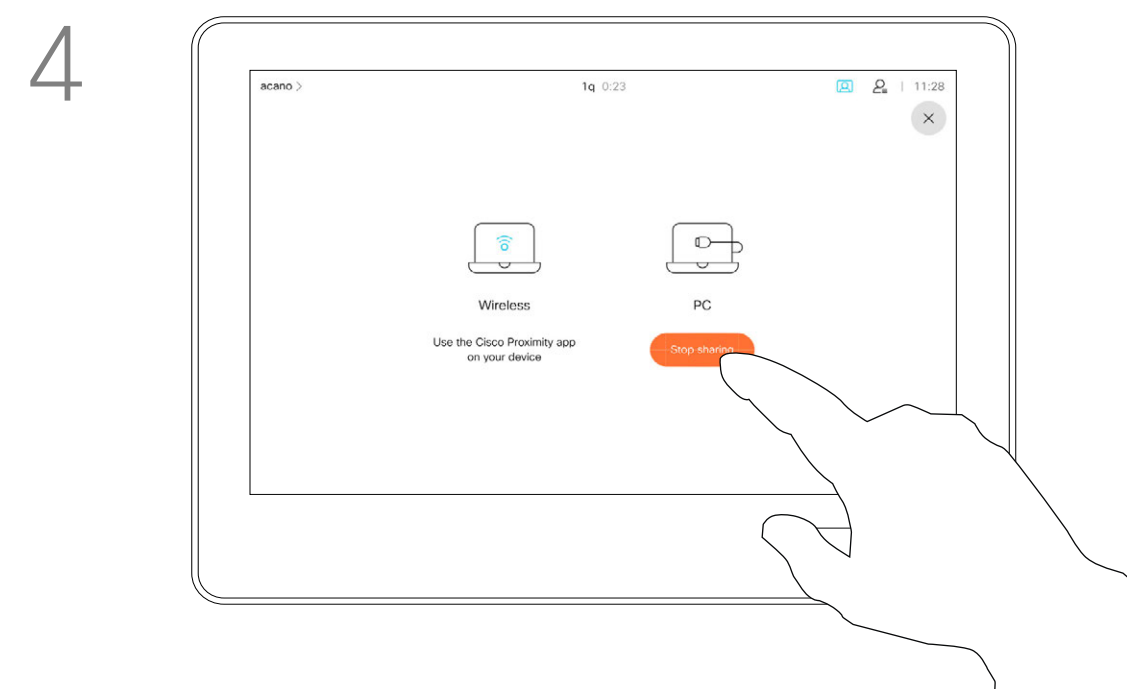 4
acano >
1q 0:23
11:28
Wireless
PC
Use the Cisco Proximity app
on your device
Stop sharing